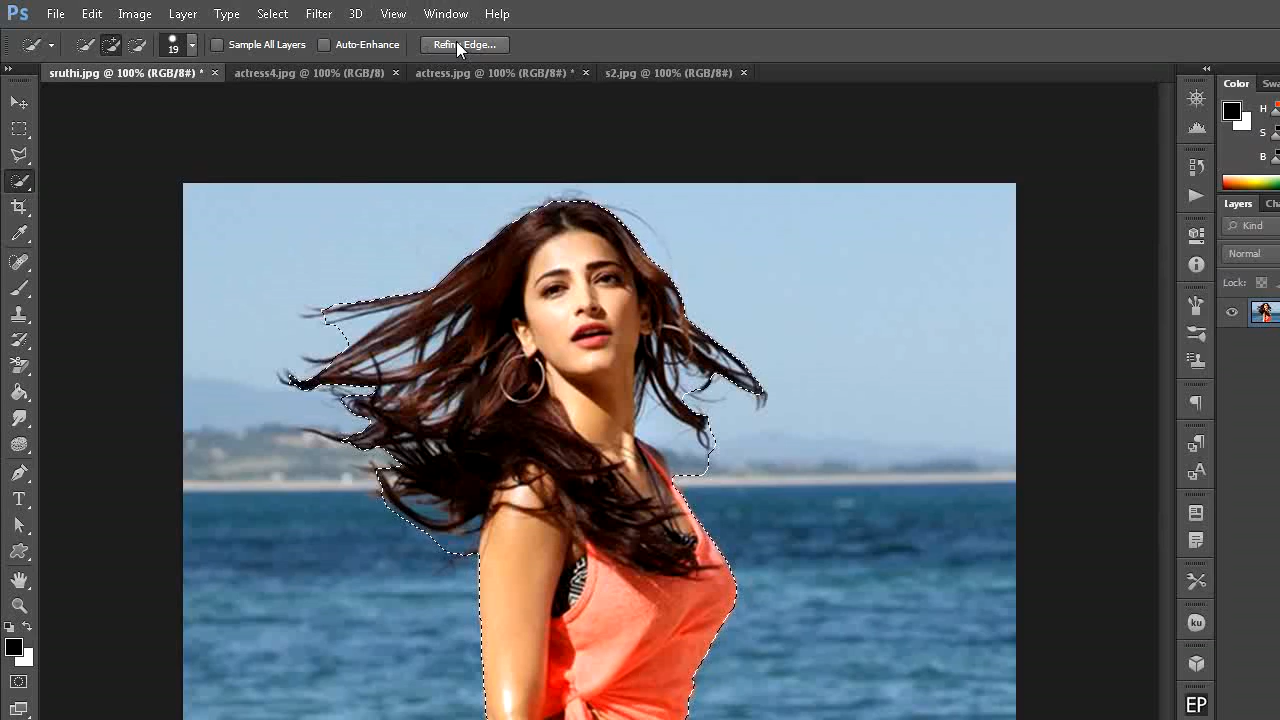 Ps File Edit Image Layer Type Select Filter 3D View Window Help
19 Sample All Layers Auto-Enhance Refine Edge...
sruthi.jpg @ 100% (RGB/8#) * × actress4.jpg @ 100% (RGB/8) × actress.jpg @ 100% (RGB/8#) * × s2.jpg @ 100% (RGB/8#) ×
Color Swa
H
S
B
Layers Cha
Kind
Normal
Lock:
T
ku
EP